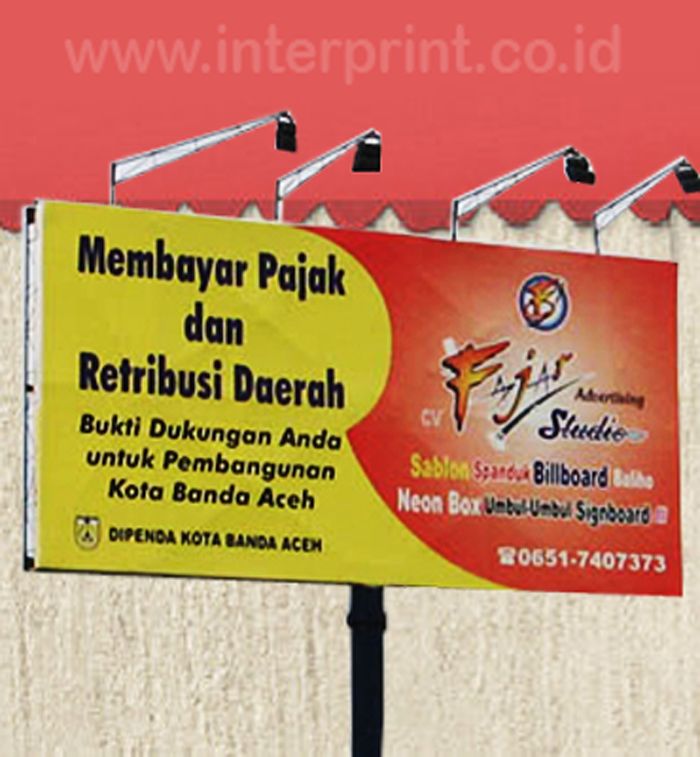 www.interprint.co.id
Membayar Pajak
dan
Retribusi Daerah
Bukti Dukungan Anda
untuk Pembangunan
Kota Banda Aceh
DIPENDA KOTA BANDA ACEH
CV Fajar Advertising
Studio
Sablon Spanduk Billboard Baliho
Neon Box Umbul-Umbul Signboard
☎0651-7407373